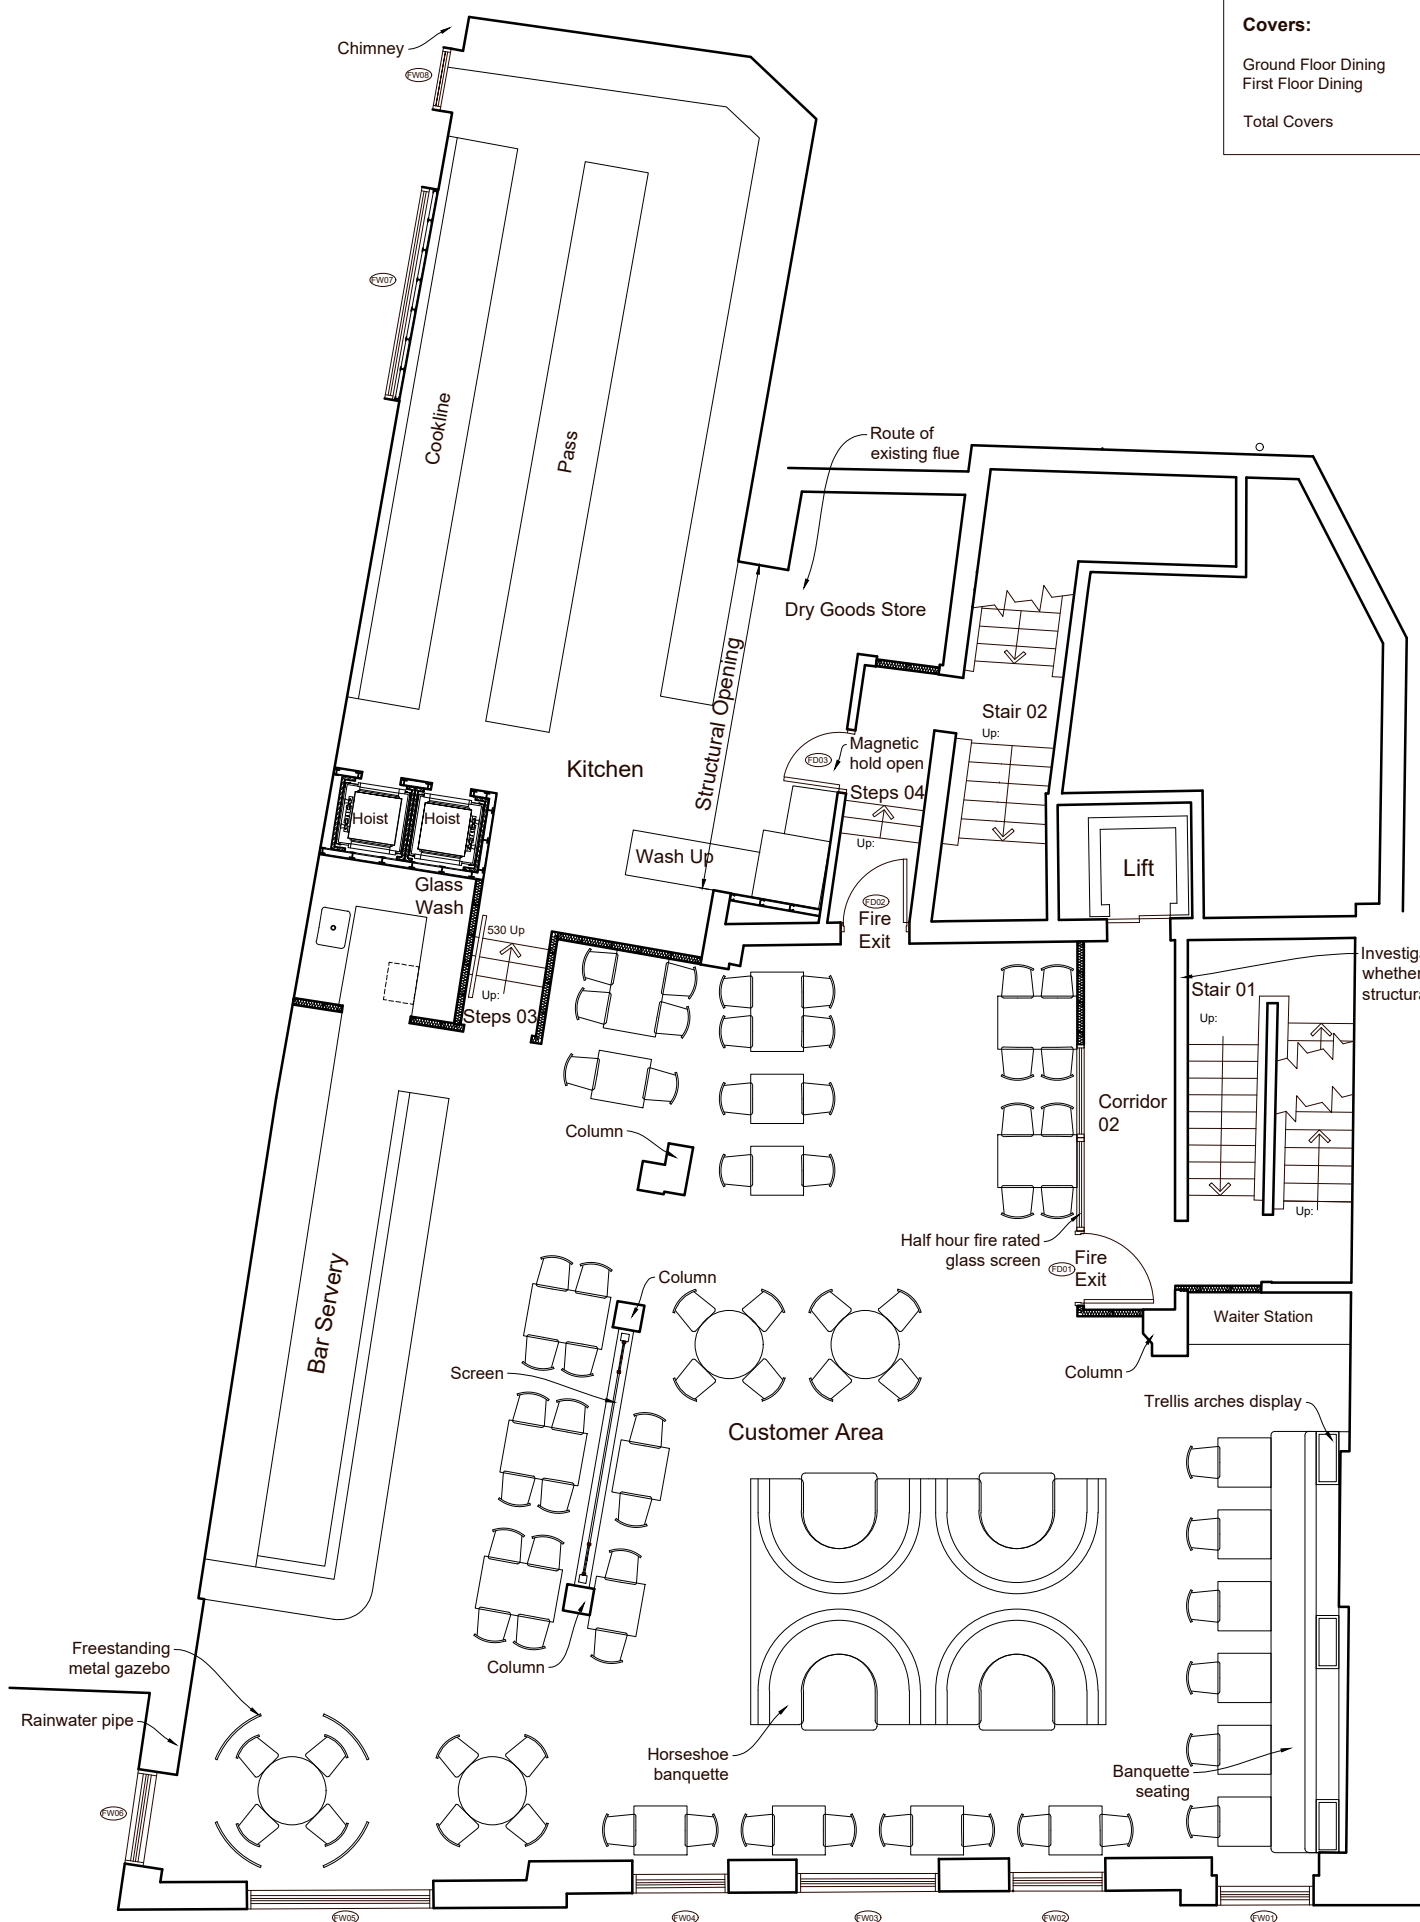 Covers:
Ground Floor Dining
First Floor Dining
Total Covers
Chimney
FW08
FW07
Cookline
Pass
Route of
existing flue
Dry Goods Store
Structural Opening
Stair 02
Up:
FD03
Magnetic
hold open
Steps 04
Up:
Kitchen
Hoist
Hoist
Wash Up
Lift
Glass
Wash
FD02
Fire
Exit
530 Up
Up:
Steps 03
Investig
whether
structura
Stair 01
Up:
Corridor
02
Column
Up:
Half hour fire rated
glass screen
FD01
Fire
Exit
Bar Servery
Column
Waiter Station
Screen
Column
Trellis arches display
Customer Area
Freestanding
metal gazebo
Column
Rainwater pipe
Horseshoe
banquette
Banquette
seating
FW06
FW05
FW04
FW03
FW02
FW01